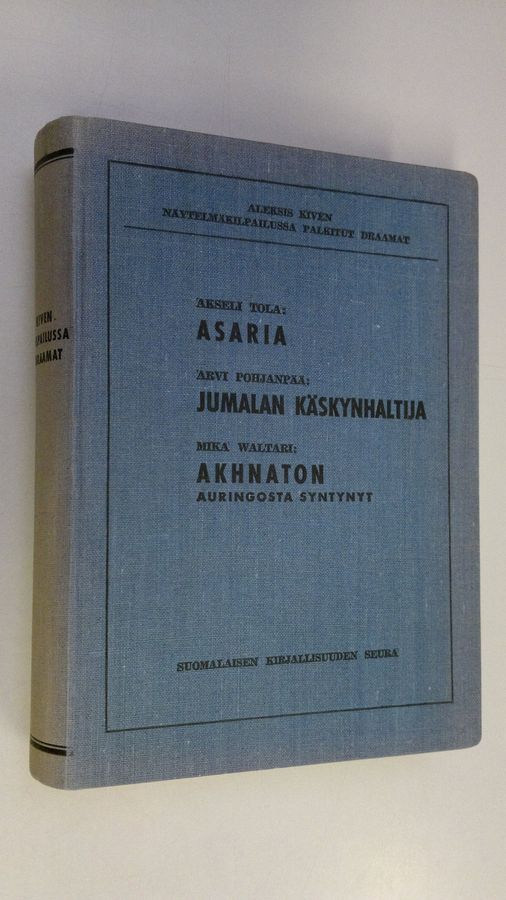 ALEKSIS KIVEN
NÄYTELMÄKILPAILUSSA PALKITUT DRAAMAT
AKSELI TOLA:
ASARIA
ARVI POHJANPÄÄ:
JUMALAN KÄSKYNHALTIJA
MIKA WALTARI:
AKHNATON
AURINGOSTA SYNTYNYT
SUOMALAISEN KIRJALLISUUDEN SEURA
KIVEN